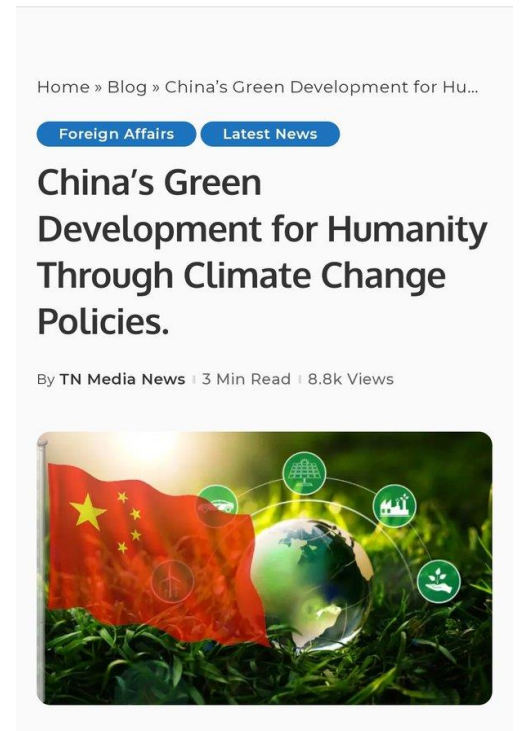 Home » Blog » China's Green Development for Hu...
Foreign Affairs Latest News
China's Green
Development for Humanity
Through Climate Change
Policies.
By TN Media News 3 Min Read 8.8k Views